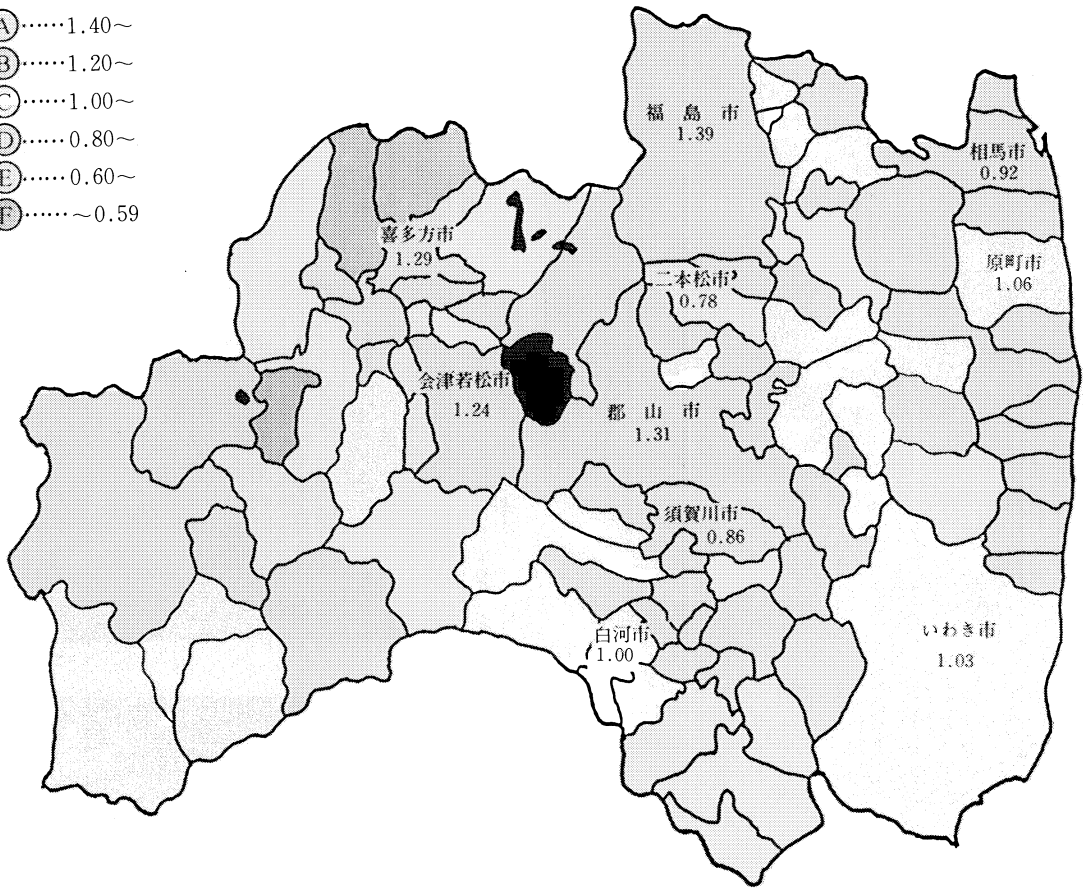 Ⓐ……1.40〜
Ⓑ……1.20〜
Ⓒ……1.00〜
Ⓓ……0.80〜
Ⓔ……0.60〜
Ⓕ……〜0.59
福島市
1.39
相馬市
0.92
喜多方市
1.29
原町市
1.06
二本松市
0.78
会津若松市
1.24
郡山市
1.31
須賀川市
0.86
白河市
1.00
いわき市
1.03